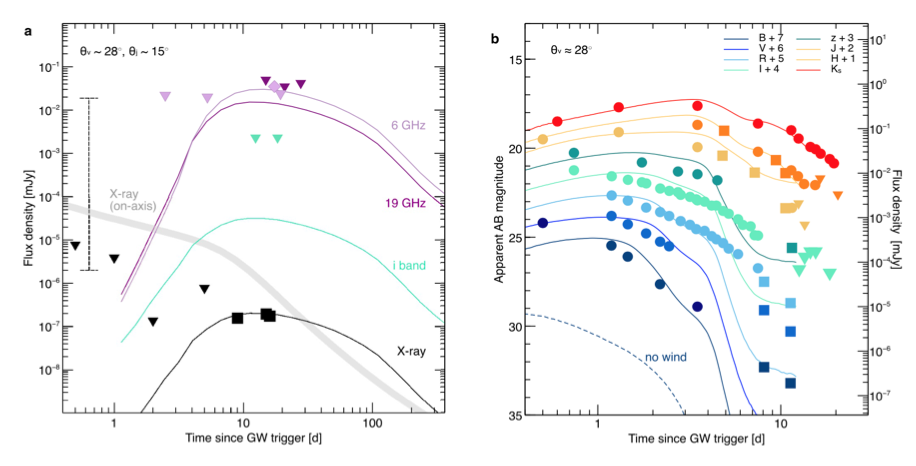 a
θv ~ 28°, θj ~ 15°
10⁻¹
10⁻²
10⁻³
10⁻⁴
10⁻⁵
10⁻⁶
10⁻⁷
10⁻⁸
Flux density [mJy]
6 GHz
19 GHz
X-ray
(on-axis)
i band
X-ray
1
10
100
Time since GW trigger [d]
b
θv ≈ 28°
B + 7
V + 6
R + 5
I + 4
z + 3
J + 2
H + 1
Ks
15
20
25
30
35
Apparent AB magnitude
no wind
10¹
10⁰
10⁻¹
10⁻²
10⁻³
10⁻⁴
10⁻⁵
10⁻⁶
10⁻⁷
Flux density [mJy]
1
10
Time since GW trigger [d]